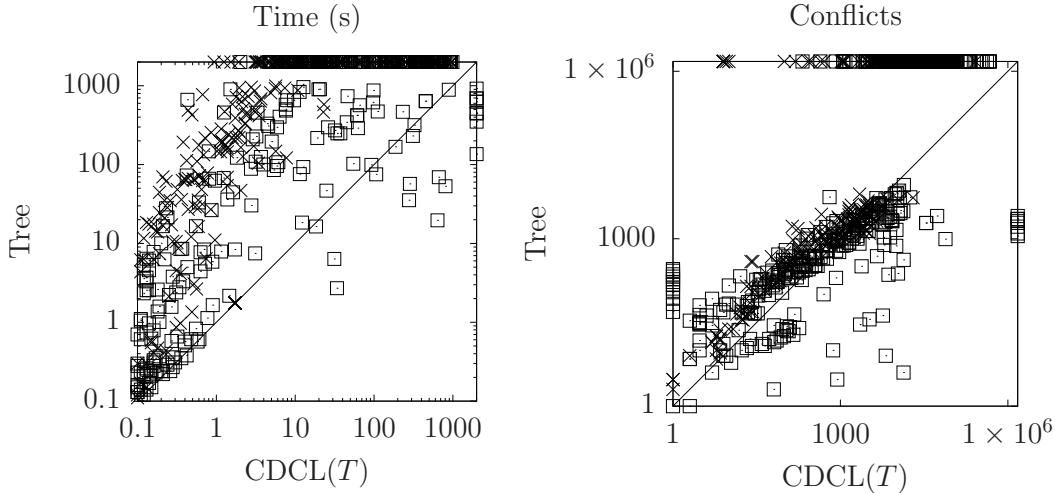 Time (s)
Tree
1000
100
10
1
0.1
0.1 1 10 100 1000
CDCL(T)
Conflicts
Tree
1 × 10^6
1000
1
1 1000 1 × 10^6
CDCL(T)